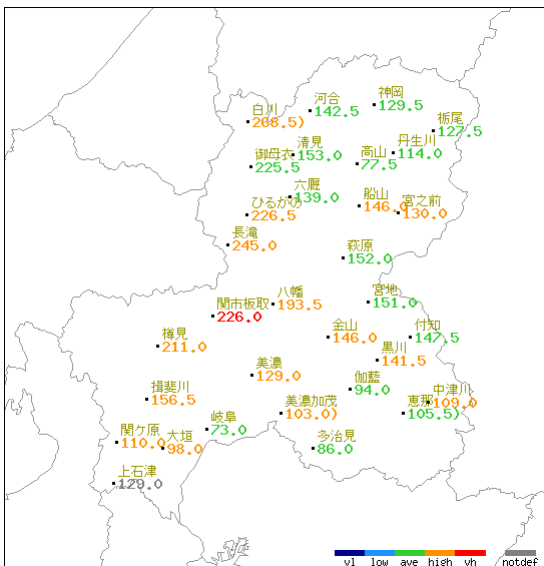 神岡
129.5
河合
142.5
白川
268.5)
栃尾
127.5
清見
153.0
丹生川
114.0
御母衣
225.5
高山
77.5
六厩
139.0
船山
146.0
宮之前
130.0
ひるがの
226.5
長滝
245.0
萩原
152.0
関市板取
226.0
八幡
193.5
宮地
151.0
樽見
211.0
金山
146.0
付知
147.5
黒川
141.5
美濃
129.0
伽藍
94.0
揖斐川
156.5
美濃加茂
103.0)
恵那
105.5)
中津川
109.0
関ケ原
110.0
大垣
98.0
岐阜
73.0
多治見
86.0
上石津
129.0
vl low ave high vh notdef